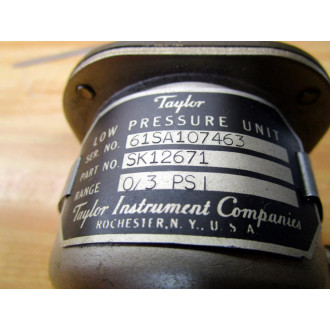 Taylor
LOW PRESSURE UNIT
SER. NO. 61SA107463
PART NO. SK12671
RANGE 0/3 PSI
Taylor Instrument Companies
ROCHESTER, N.Y., U.S.A.